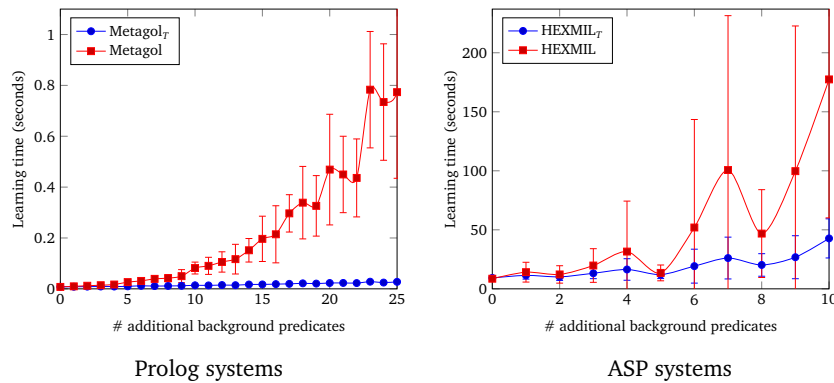 Metagol_T
Metagol
1
0.8
0.6
0.4
0.2
0
0 5 10 15 20 25
Learning time (seconds)
# additional background predicates
Prolog systems
HEXMIL_T
HEXMIL
200
150
100
50
0
0 2 4 6 8 10
Learning time (seconds)
# additional background predicates
ASP systems